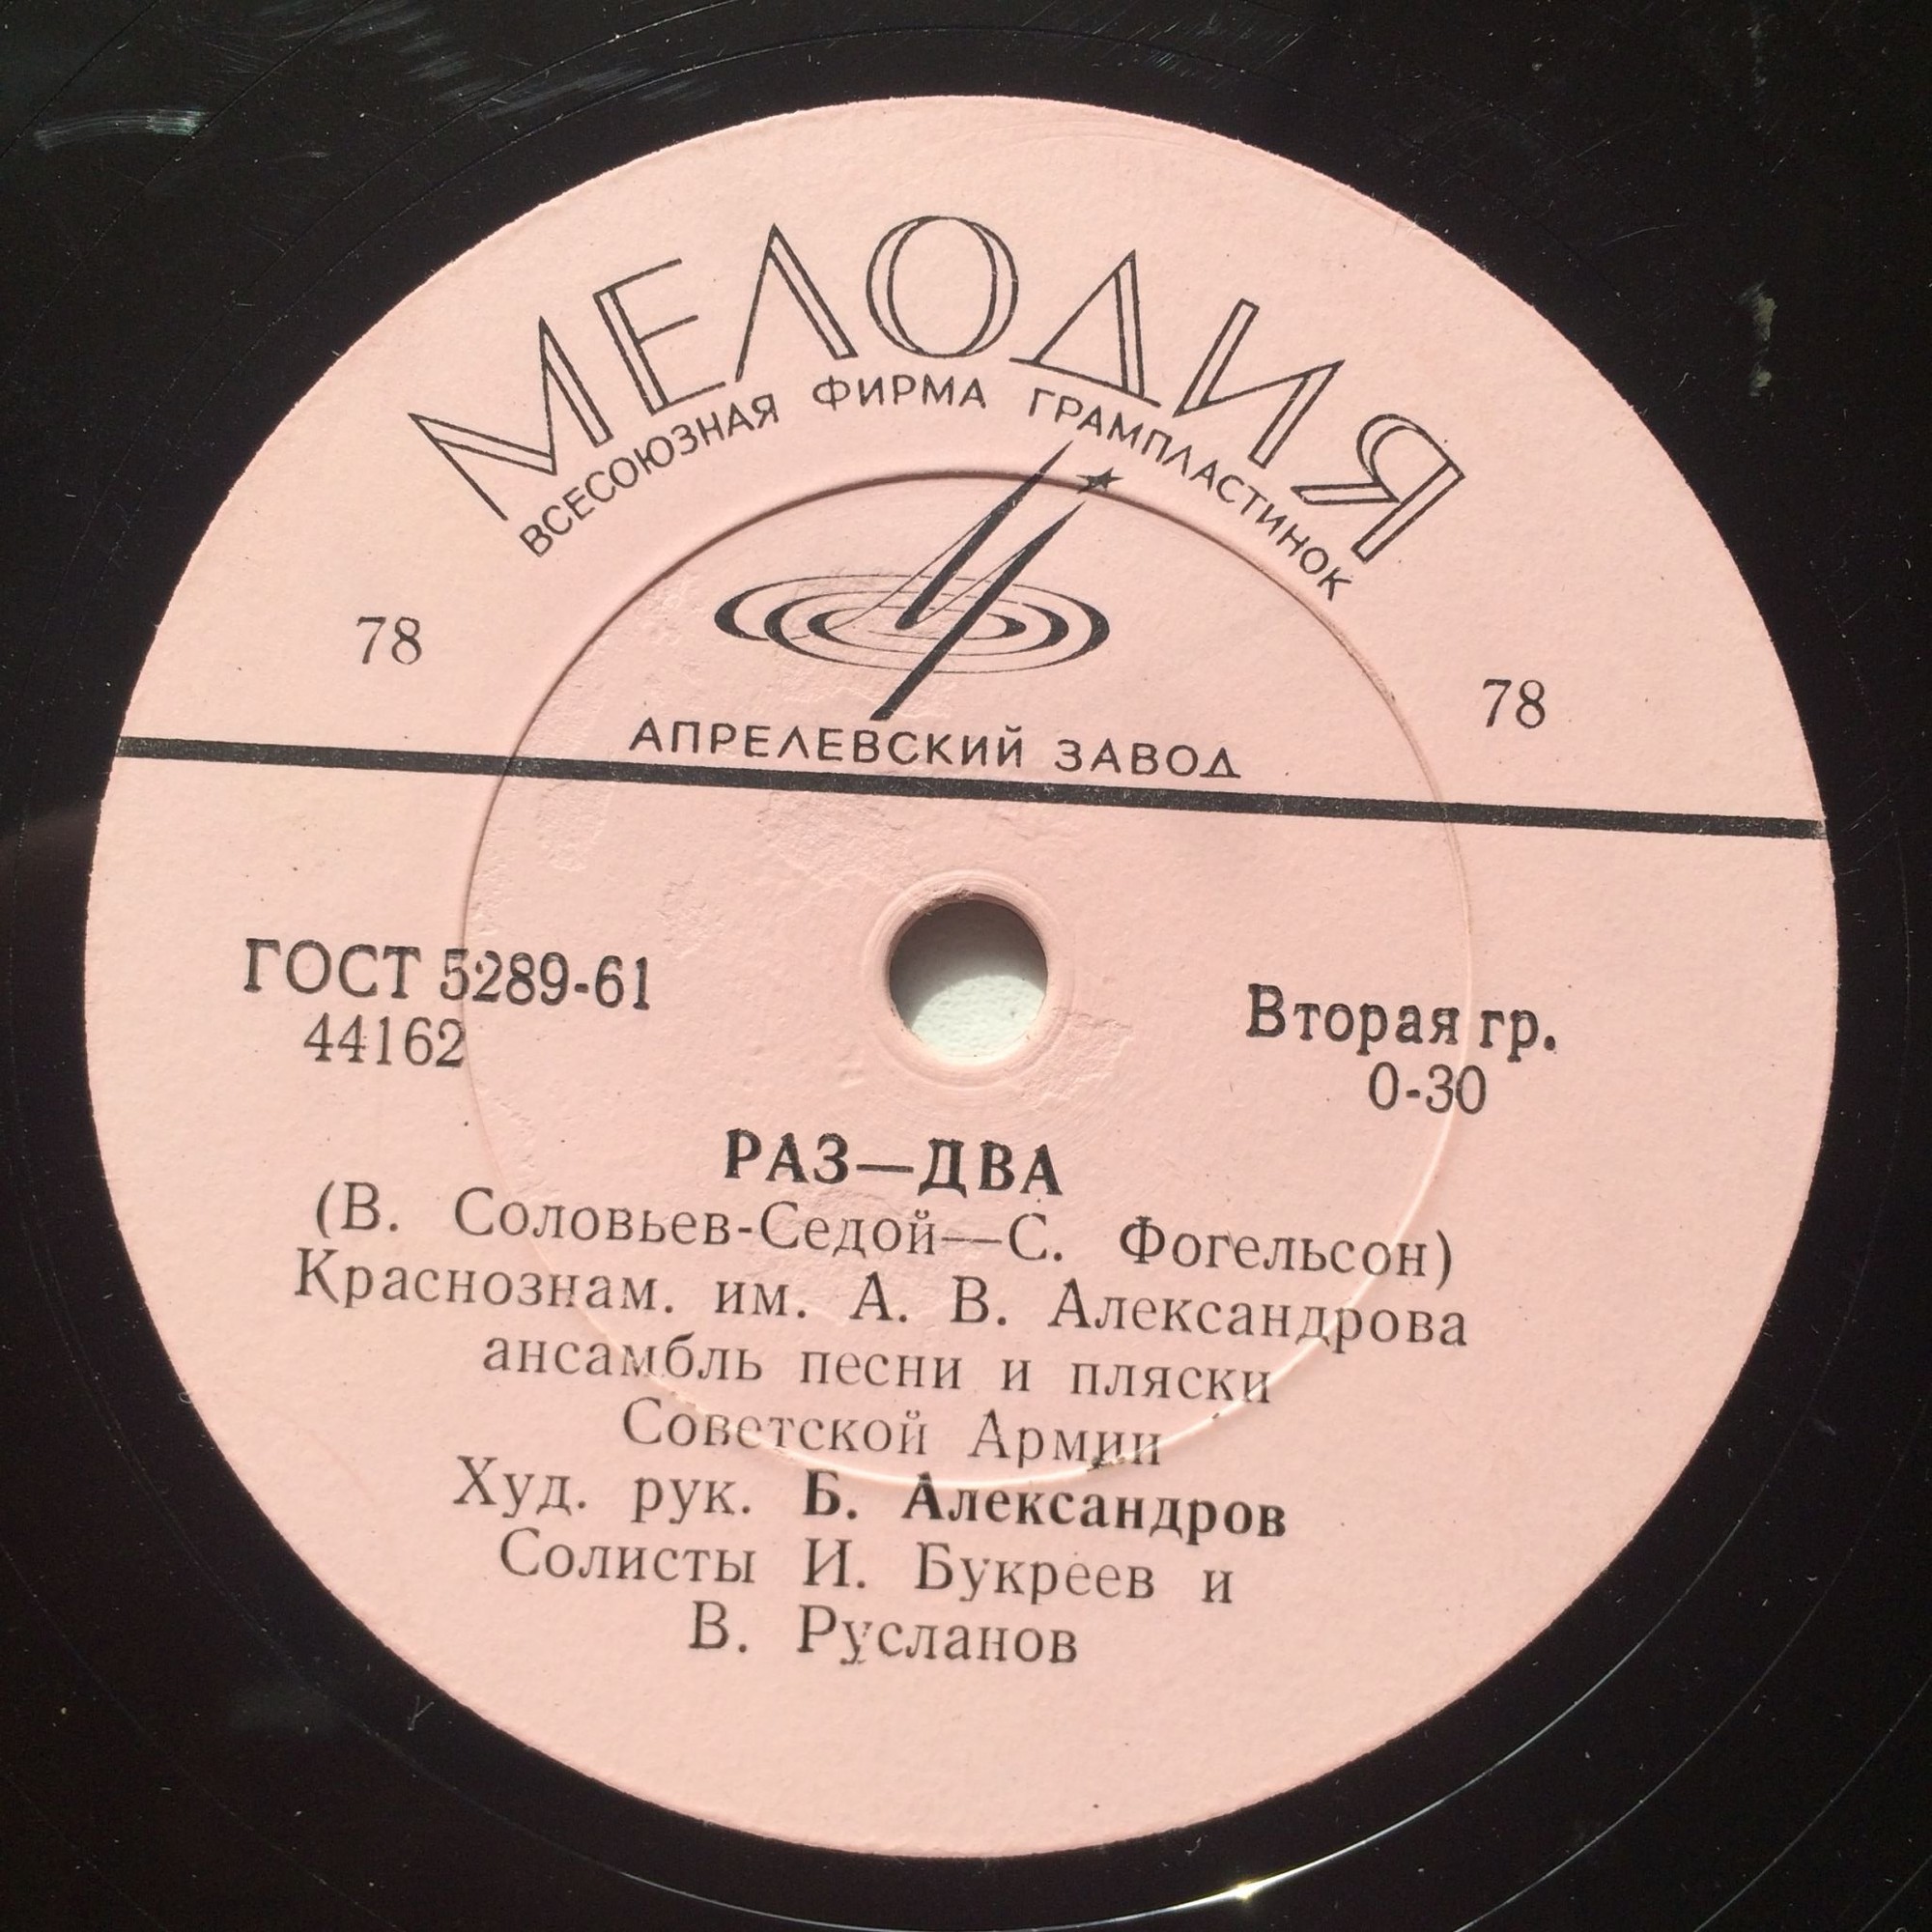 МЕЛОДИЯ
ВСЕСОЮЗНАЯ ФИРМА ГРАМПЛАСТИНОК
78
78
АПРЕЛЕВСКИЙ ЗАВОД
ГОСТ 5289-61
44162
Вторая гр.
0-30
РАЗ—ДВА
(В. Соловьев-Седой—С. Фогельсон)
Краснознам. им. А. В. Александрова
ансамбль песни и пляски
Советской Армии
Худ. рук. Б. Александров
Солисты И. Букреев и
В. Русланов